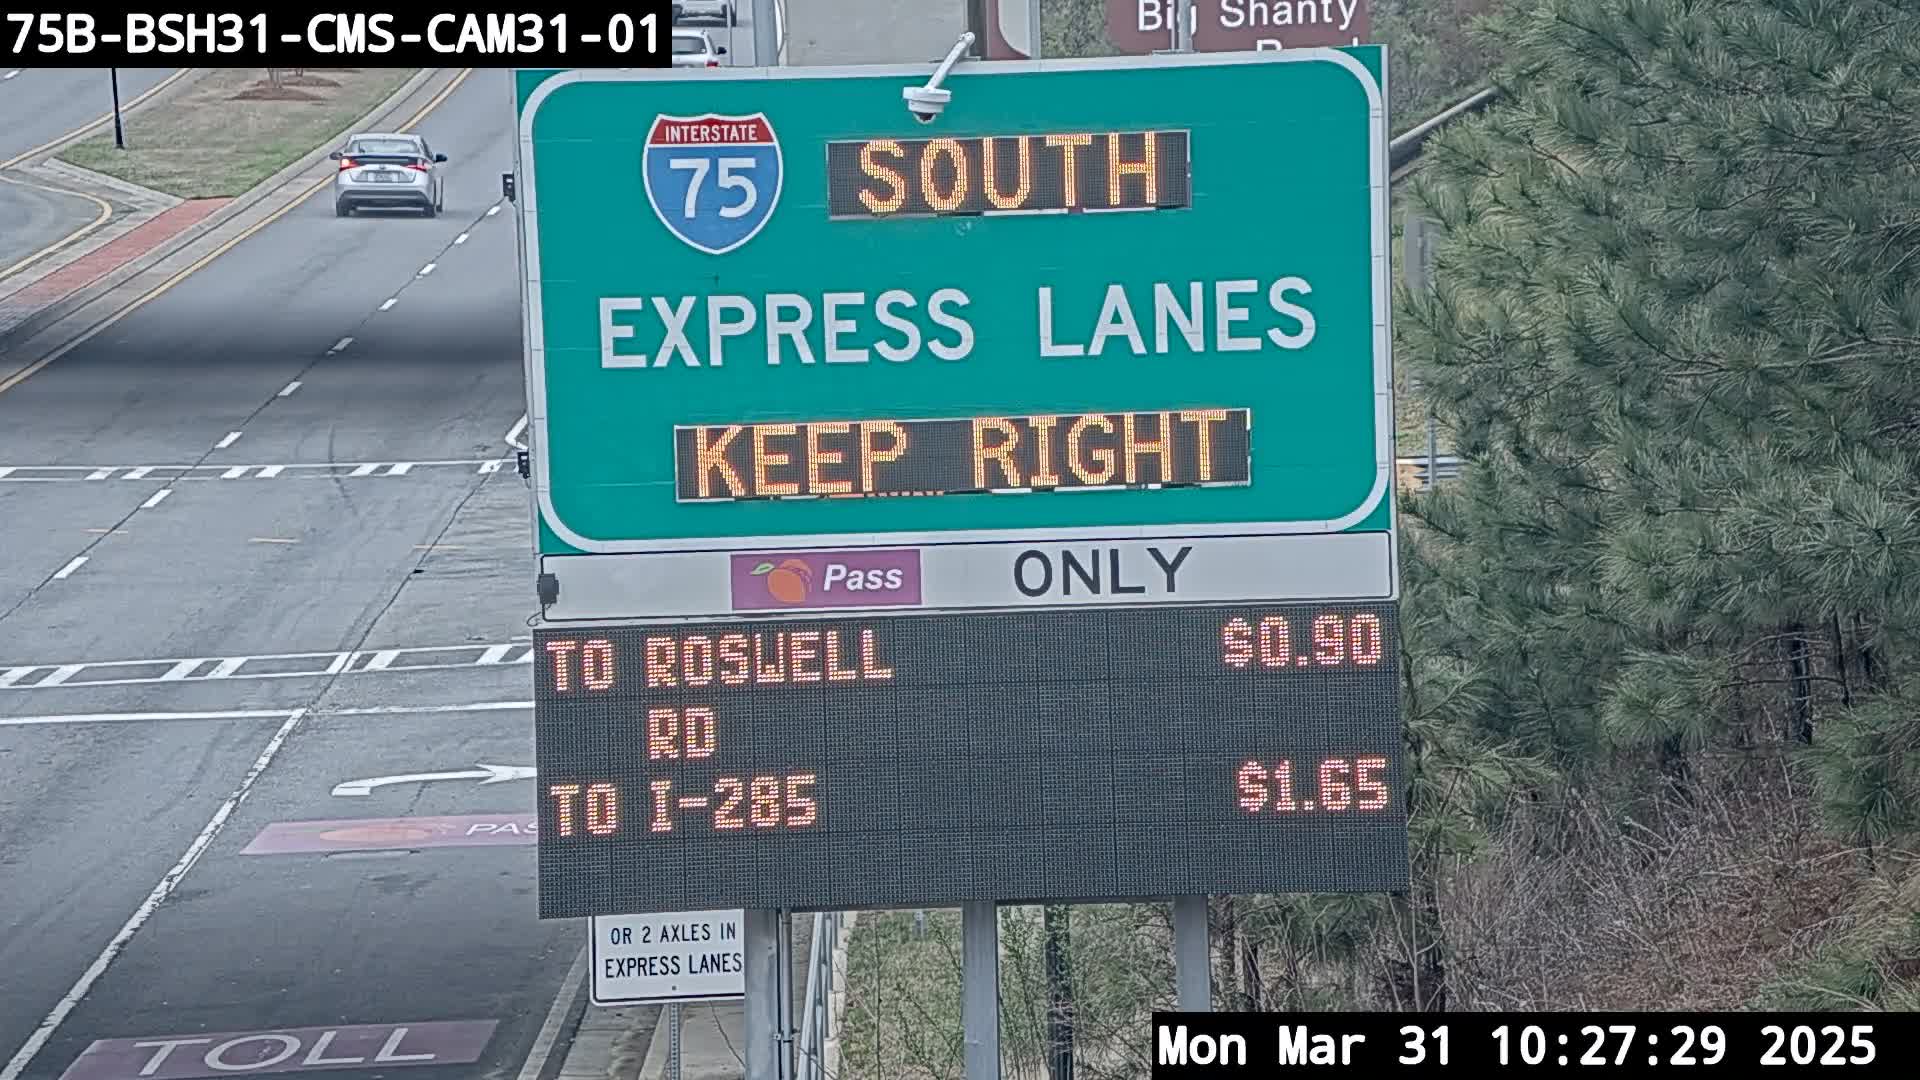 75B-BSH31-CMS-CAM31-01
Big Shanty
INTERSTATE
75
SOUTH
EXPRESS LANES
KEEP RIGHT
Pass ONLY
TO ROSWELL $0.90
RD
TO I-285 $1.65
OR 2 AXLES IN
EXPRESS LANES
TOLL
Mon Mar 31 10:27:29 2025